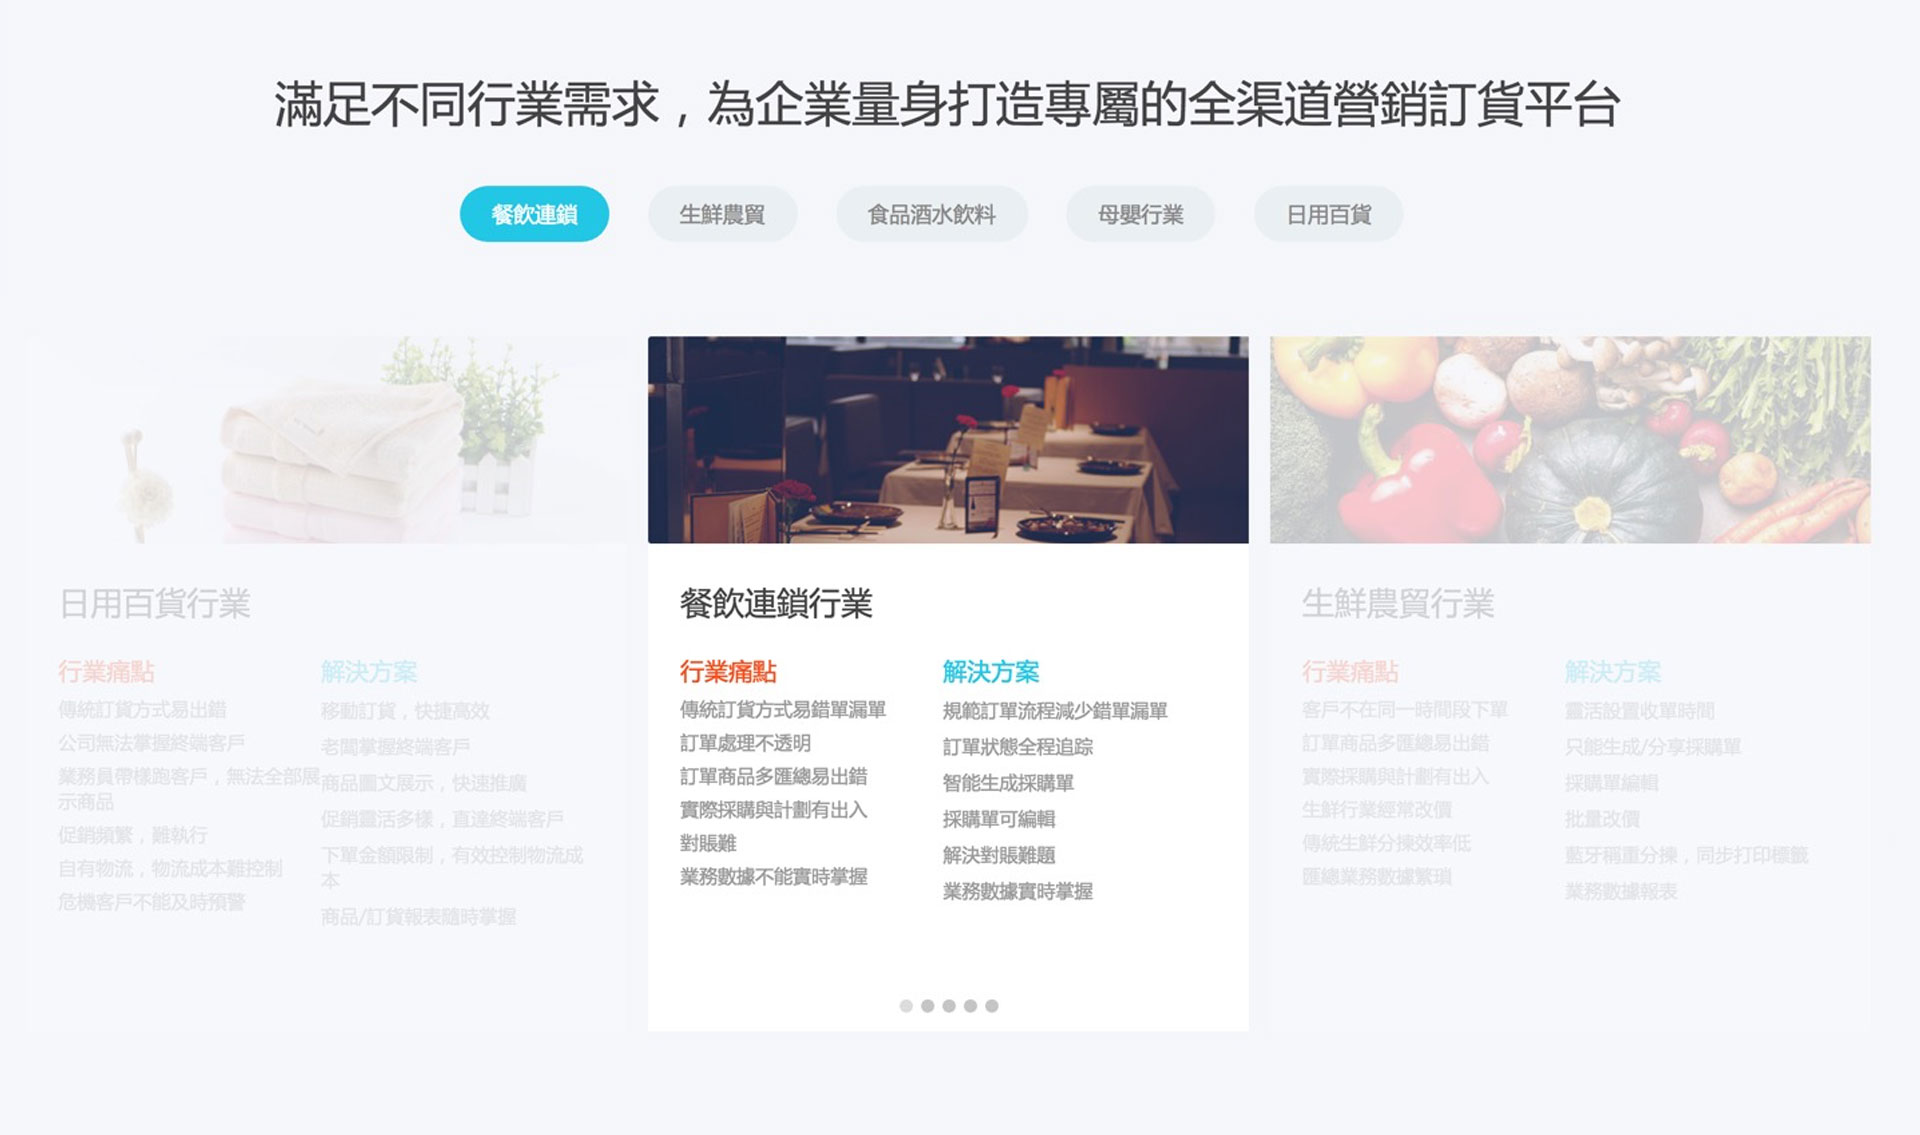 滿足不同行業需求，為企業量身打造專屬的全渠道營銷訂貨平台
餐飲連鎖
生鮮農貿
食品酒水飲料
母嬰行業
日用百貨
日用百貨行業
行業痛點
傳統訂貨方式易出錯
公司無法掌握終端客戶
業務員帶樣跑客戶，無法全部展
示商品
促銷頻繁，難執行
自有物流，物流成本難控制
危機客戶不能及時預警
解決方案
移動訂貨，快捷高效
老闆掌握終端客戶
商品圖文展示，快速推廣
促銷靈活多樣，直達終端客戶
下單金額限制，有效控制物流成
本
商品/訂貨報表隨時掌握
餐飲連鎖行業
行業痛點
傳統訂貨方式易錯單漏單
訂單處理不透明
訂單商品多匯總易出錯
實際採購與計劃有出入
對賬難
業務數據不能實時掌握
解決方案
規範訂單流程減少錯單漏單
訂單狀態全程追踪
智能生成採購單
採購單可編輯
解決對賬難題
業務數據實時掌握
生鮮農貿行業
行業痛點
客戶不在同一時間段下單
訂單商品多匯總易出錯
實際採購與計劃有出入
生鮮行業經常改價
傳統生鮮分揀效率低
匯總業務數據繁瑣
解決方案
靈活設置收單時間
只能生成/分享採購單
採購單編輯
批量改價
藍牙稱重分揀，同步打印標籤
業務數據報表